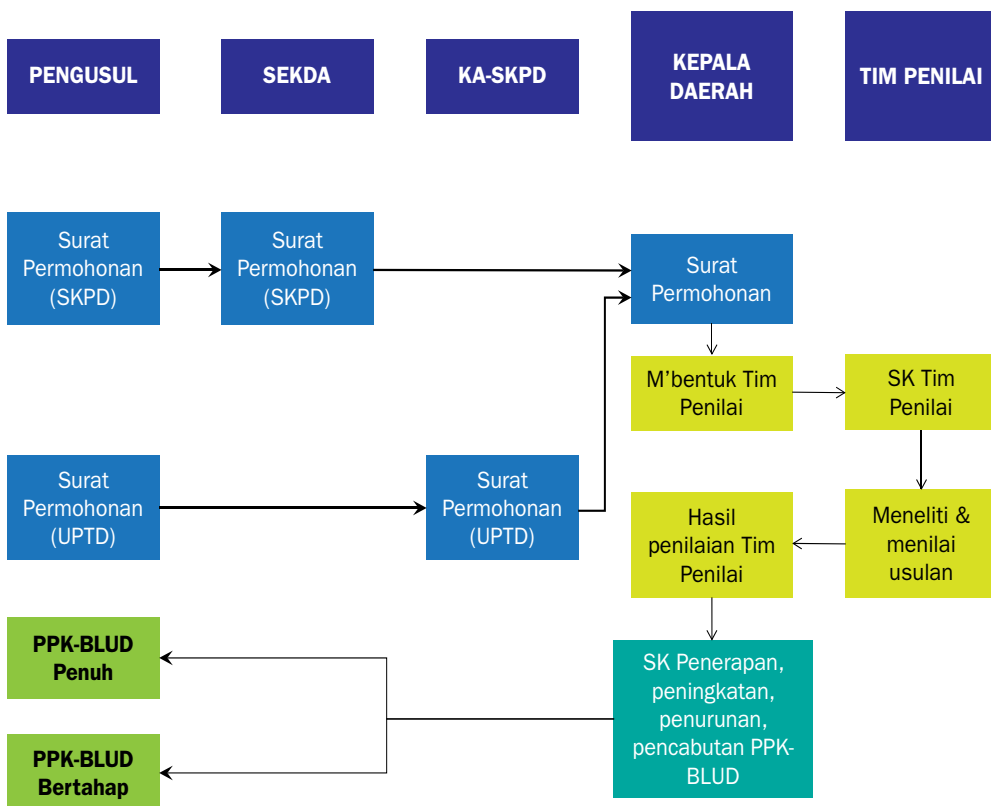 PENGUSUL
SEKDA
KA-SKPD
KEPALA
DAERAH
TIM PENILAI
Surat
Permohonan
(SKPD)
Surat
Permohonan
(SKPD)
Surat
Permohonan
M’bentuk Tim
Penilai
SK Tim
Penilai
Surat
Permohonan
(UPTD)
Surat
Permohonan
(UPTD)
Hasil
penilaian Tim
Penilai
Meneliti &
menilai
usulan
PPK-BLUD
Penuh
SK Penerapan,
peningkatan,
penurunan,
pencabutan PPK-
BLUD
PPK-BLUD
Bertahap